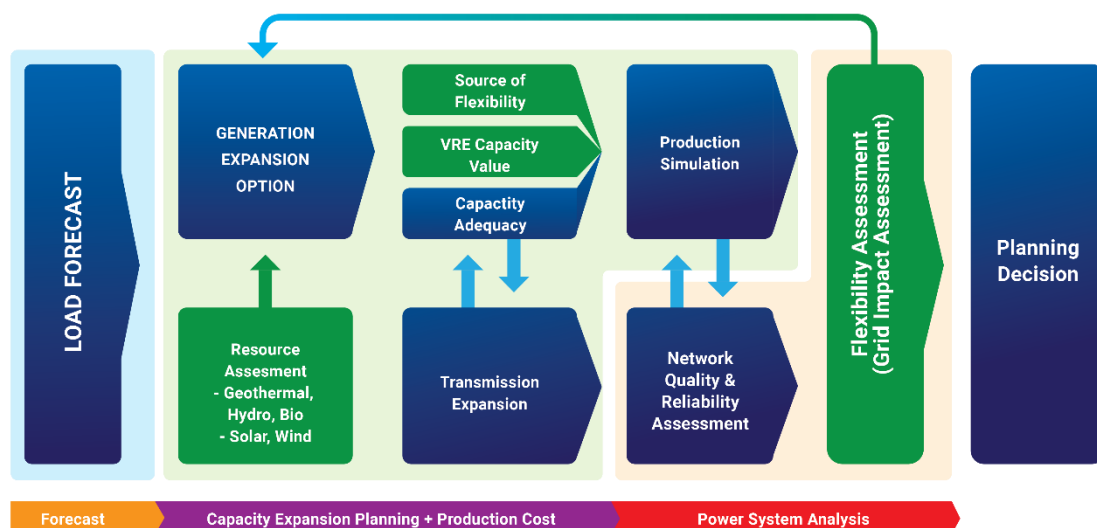 LOAD FORECAST
GENERATION
EXPANSION
OPTION
Resource
Assesment
- Geothermal,
Hydro, Bio
- Solar, Wind
Source of
Flexibility
VRE Capacity
Value
Capactity
Adequacy
Transmission
Expansion
Production
Simulation
Network
Quality &
Reliability
Assessment
Flexibility Assessment
(Grid Impact Assessment)
Planning
Decision
Forecast
Capacity Expansion Planning + Production Cost
Power System Analysis